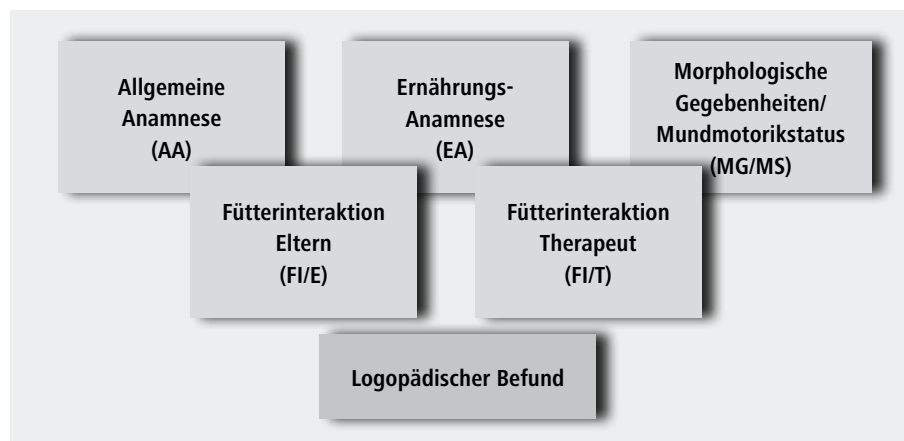 Allgemeine
Anamnese
(AA)
Ernährungs-
Anamnese
(EA)
Morphologische
Gegebenheiten/
Mundmotorikstatus
(MG/MS)
Fütterinteraktion
Eltern
(FI/E)
Fütterinteraktion
Therapeut
(FI/T)
Logopädischer Befund